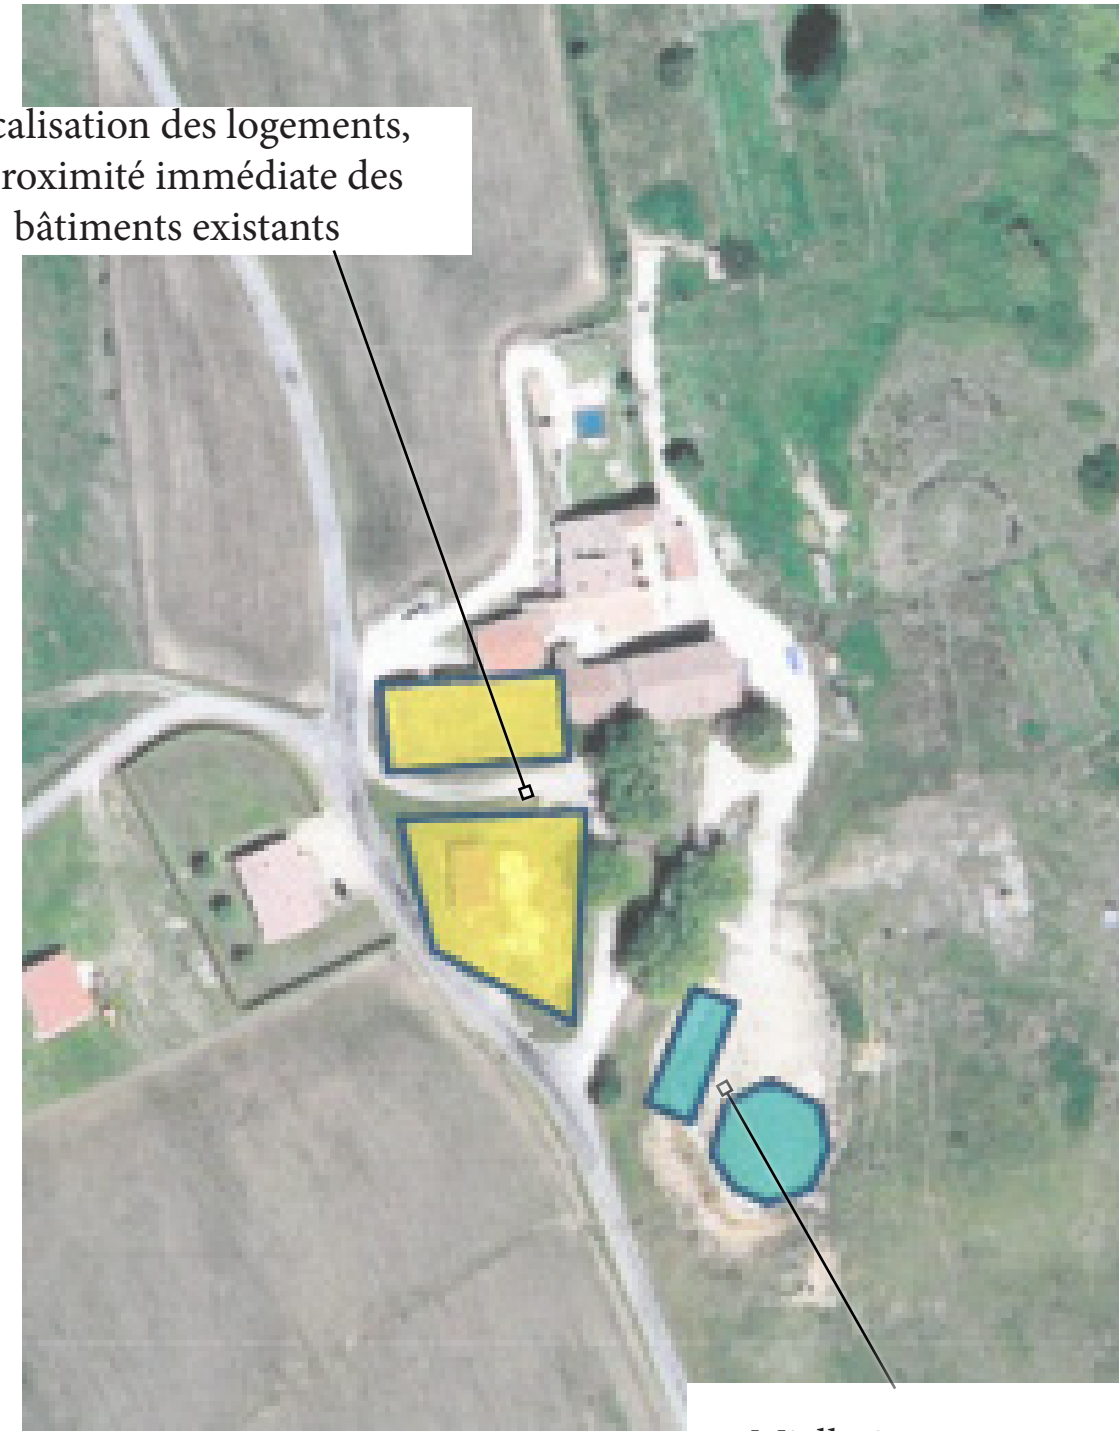 calisation des logements,
roximité immédiate des
bâtiments existants